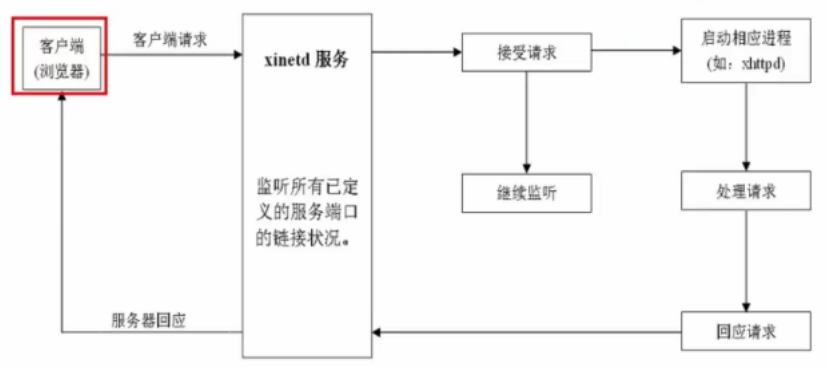 客户端
(浏览器)
客户端请求
xinetd 服务
监听所有已定
义的服务端口
的链接状况。
接受请求
继续监听
启动相应进程
(如：xhttpd)
处理请求
回应请求
服务器回应